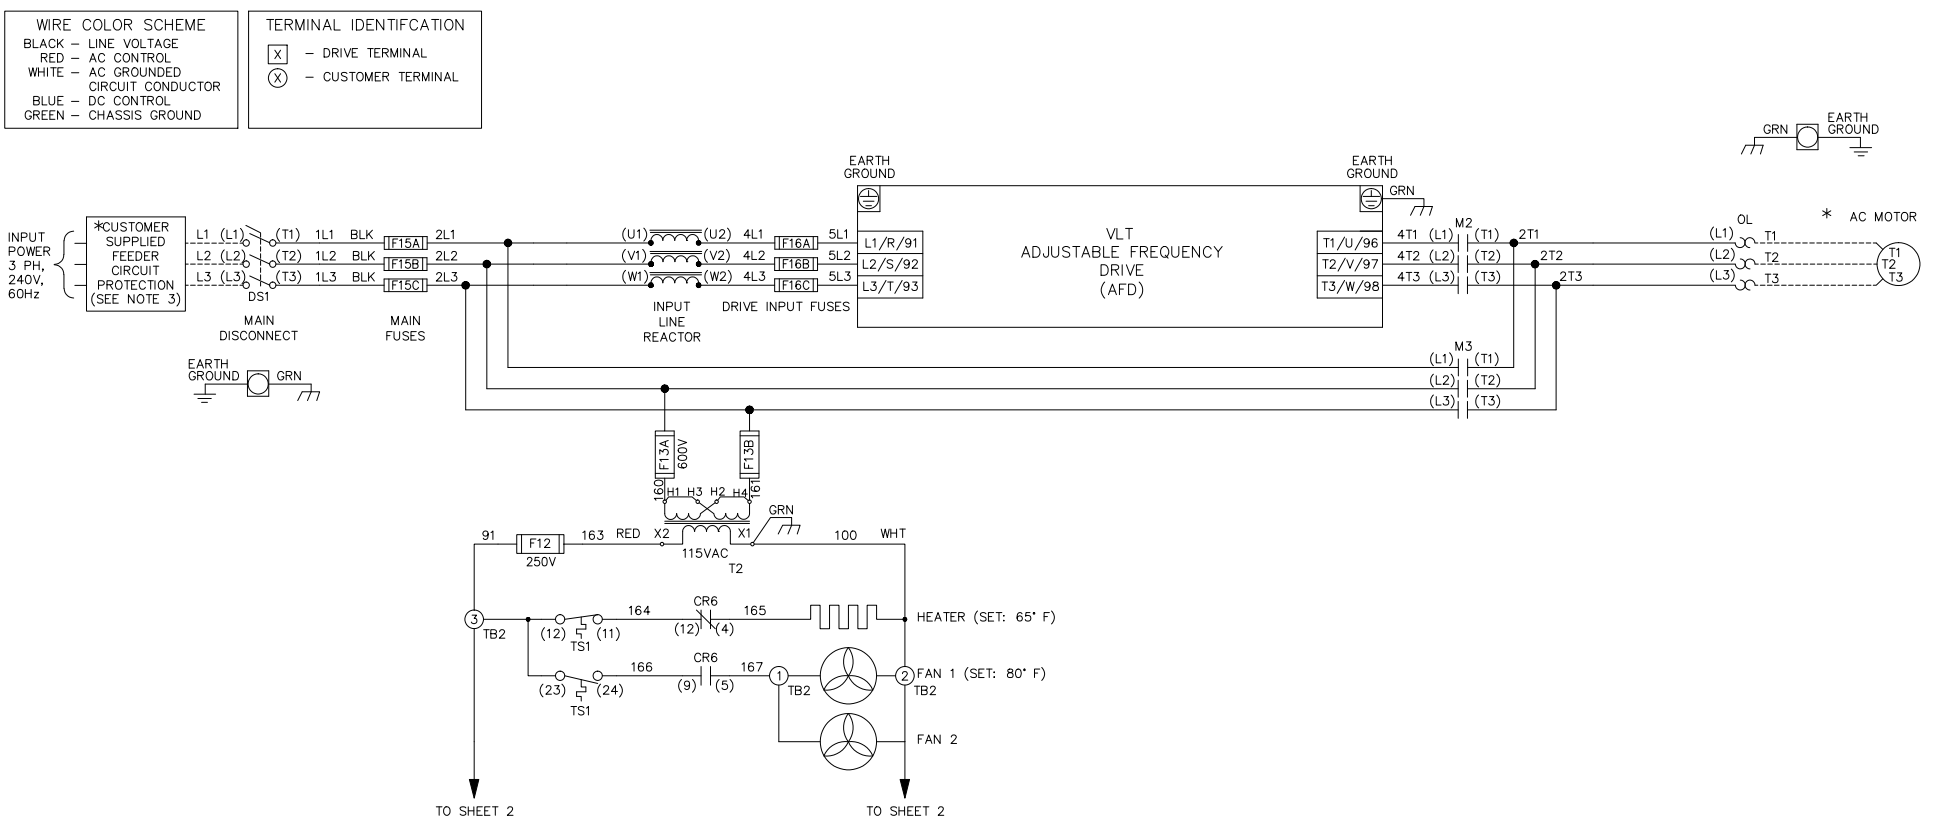 WIRE COLOR SCHEME
BLACK – LINE VOLTAGE
RED – AC CONTROL
WHITE – AC GROUNDED
CIRCUIT CONDUCTOR
BLUE – DC CONTROL
GREEN – CHASSIS GROUND
TERMINAL IDENTIFCATION
X – DRIVE TERMINAL
X – CUSTOMER TERMINAL
GRN
EARTH
GROUND
EARTH
GROUND
EARTH
GROUND
GRN
INPUT
POWER
3 PH,
240V,
60Hz
*CUSTOMER
SUPPLIED
FEEDER
CIRCUIT
PROTECTION
(SEE NOTE 3)
L1 (L1) (T1) 1L1 BLK F15A 2L1 (U1) (U2) 4L1 F16A 5L1 L1/R/91
L2 (L2) (T2) 1L2 BLK F15B 2L2 (V1) (V2) 4L2 F16B 5L2 L2/S/92
L3 (L3) (T3) 1L3 BLK F15C 2L3 (W1) (W2) 4L3 F16C 5L3 L3/T/93
DS1
MAIN
DISCONNECT
MAIN
FUSES
INPUT
LINE
REACTOR
DRIVE INPUT FUSES
VLT
ADJUSTABLE FREQUENCY
DRIVE
(AFD)
M2
OL
* AC MOTOR
T1/U/96 4T1 (L1) (T1) 2T1 (L1) T1
T2/V/97 4T2 (L2) (T2) 2T2 (L2) T2
T3/W/98 4T3 (L3) (T3) 2T3 (L3) T3
T1
T2
T3
EARTH
GROUND
GRN
M3
(L1) (T1)
(L2) (T2)
(L3) (T3)
F13A
600V
F13B
160
161
H1 H3 H2 H4
GRN
91 F12 163 RED X2 X1 100 WHT
250V
115VAC
T2
CR6
3 164 165 HEATER (SET: 65° F)
TB2 (12) (11) (12) (4)
TS1
CR6
166 167 1 2 FAN 1 (SET: 80° F)
(23) (24) (9) (5) TB2 TB2
TS1
FAN 2
TO SHEET 2
TO SHEET 2